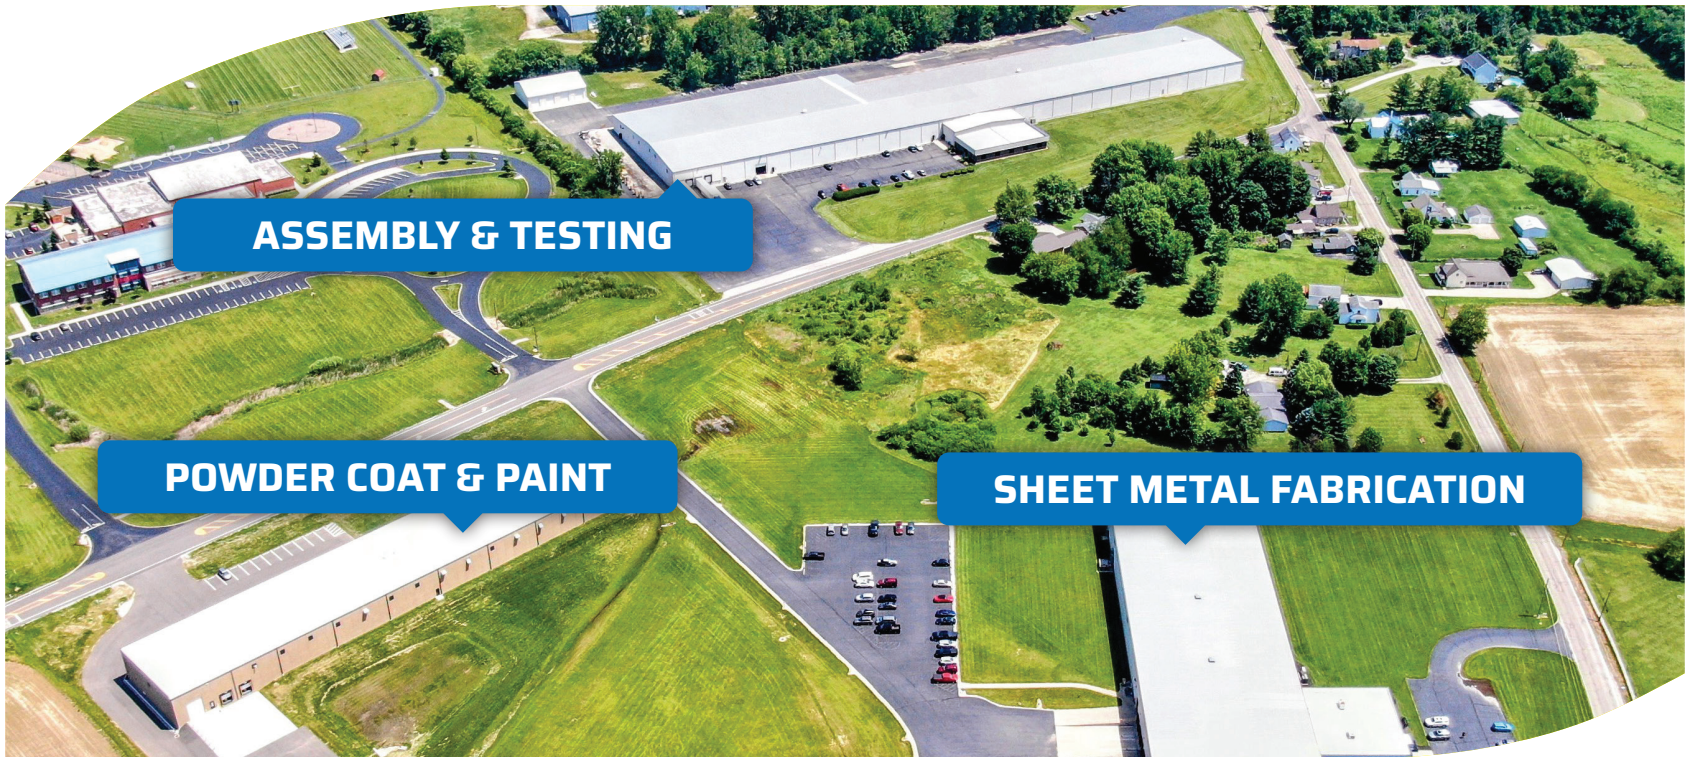 ASSEMBLY & TESTING
POWDER COAT & PAINT
SHEET METAL FABRICATION